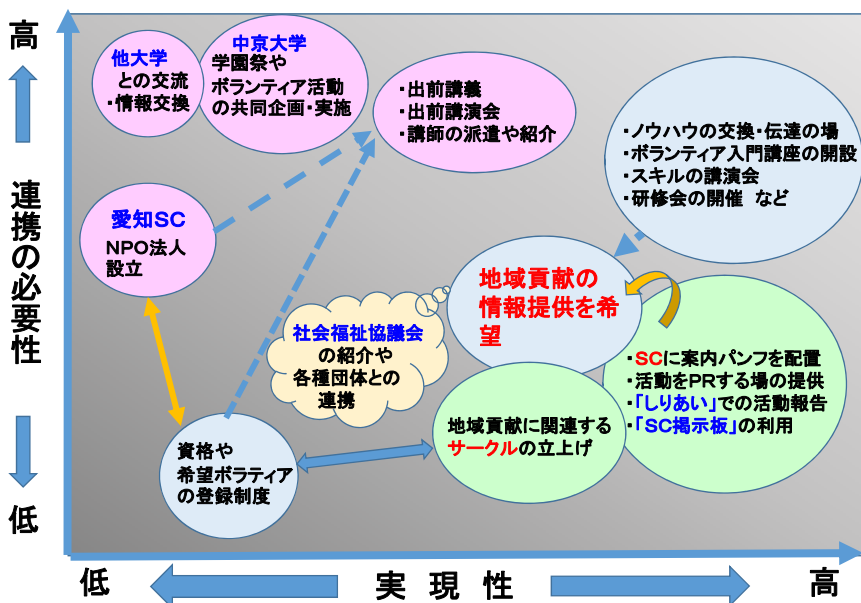 高
連携の必要性
低
他大学
との交流
・情報交換
中京大学
学園祭や
ボランティア活動
の共同企画・実施
・出前講義
・出前講演会
・講師の派遣や紹介
・ノウハウの交換・伝達の場
・ボランティア入門講座の開設
・スキルの講演会
・研修会の開催 など
愛知SC
NPO法人
設立
地域貢献の
情報提供を希
望
社会福祉協議会
の紹介や
各種団体との
連携
・SCに案内パンフを配置
・活動をPRする場の提供
・「しりあい」での活動報告
・「SC掲示板」の利用
地域貢献に関連する
サークルの立上げ
資格や
希望ボラティア
の登録制度
低 実現性 高